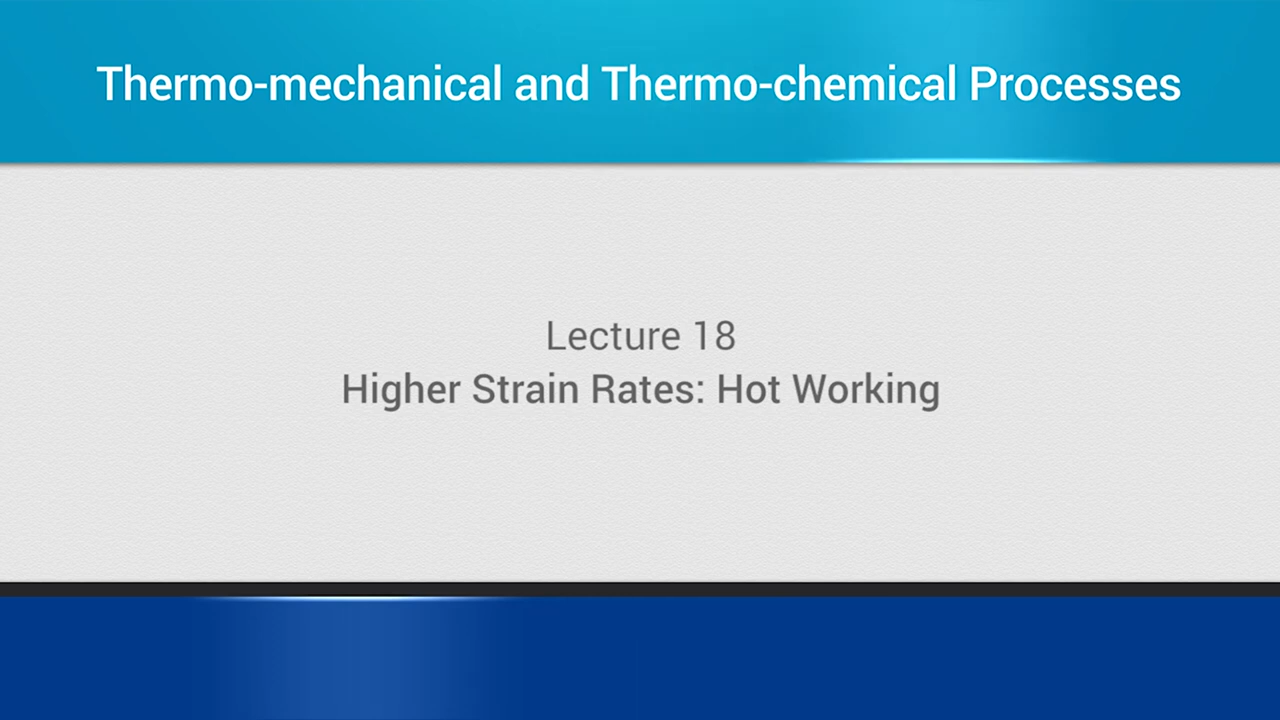 Thermo-mechanical and Thermo-chemical Processes
Lecture 18
Higher Strain Rates: Hot Working